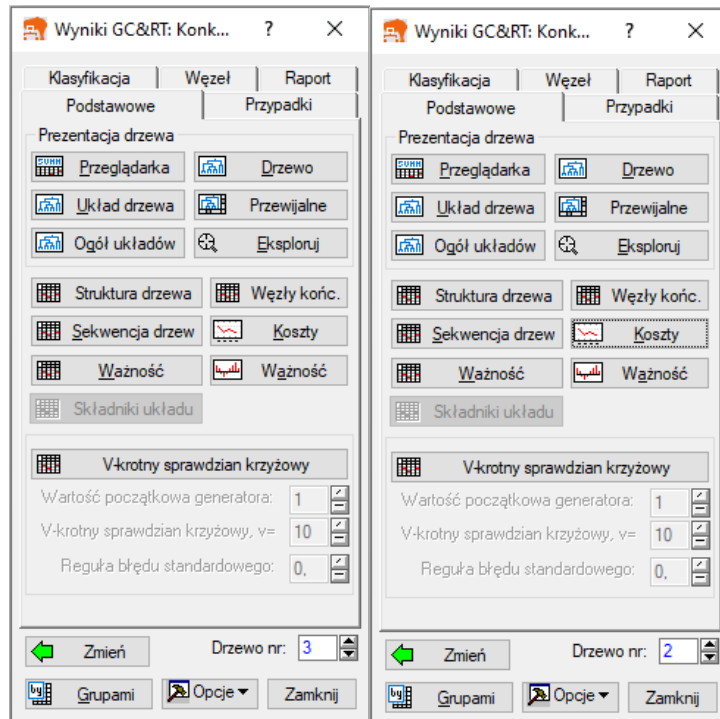 Wyniki GC&RT: Konk... ? ×
Klasyfikacja Węzeł Raport
Podstawowe Przypadki
Prezentacja drzewa
Przeglądarka Drzewo
Układ drzewa Przewijalne
Ogół układów Eksploruj
Struktura drzewa Węzły końc.
Sekwencja drzew Koszty
Ważność Ważność
Składniki układu
V-krotny sprawdzian krzyżowy
Wartość początkowa generatora: 1
V-krotny sprawdzian krzyżowy, v= 10
Reguła błędu standardowego: 0,
Zmień Drzewo nr: 3
Grupami Opcje Zamknij
Wyniki GC&RT: Konk... ? ×
Klasyfikacja Węzeł Raport
Podstawowe Przypadki
Prezentacja drzewa
Przeglądarka Drzewo
Układ drzewa Przewijalne
Ogół układów Eksploruj
Struktura drzewa Węzły końc.
Sekwencja drzew Koszty
Ważność Ważność
Składniki układu
V-krotny sprawdzian krzyżowy
Wartość początkowa generatora: 1
V-krotny sprawdzian krzyżowy, v= 10
Reguła błędu standardowego: 0,
Zmień Drzewo nr: 2
Grupami Opcje Zamknij